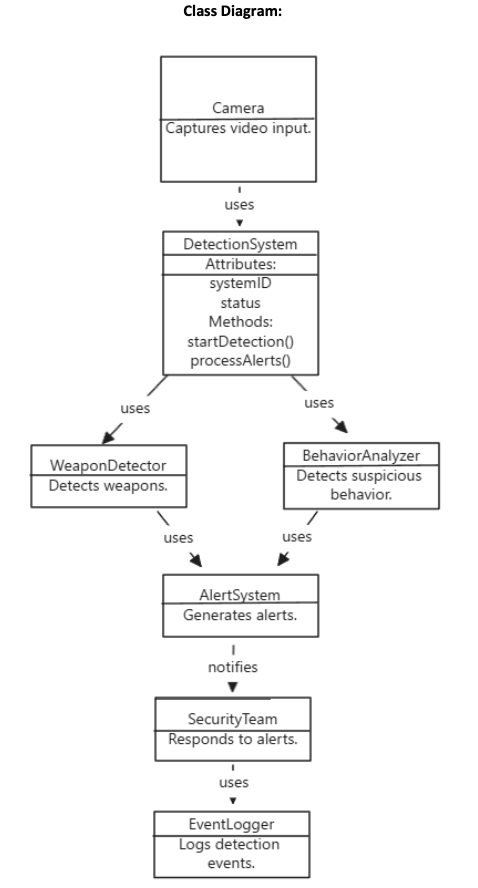 Class Diagram:
Camera
Captures video input.
uses
DetectionSystem
Attributes:
systemID
status
Methods:
startDetection()
processAlerts()
uses
uses
WeaponDetector
Detects weapons.
BehaviorAnalyzer
Detects suspicious
behavior.
uses
uses
AlertSystem
Generates alerts.
notifies
SecurityTeam
Responds to alerts.
uses
EventLogger
Logs detection
events.